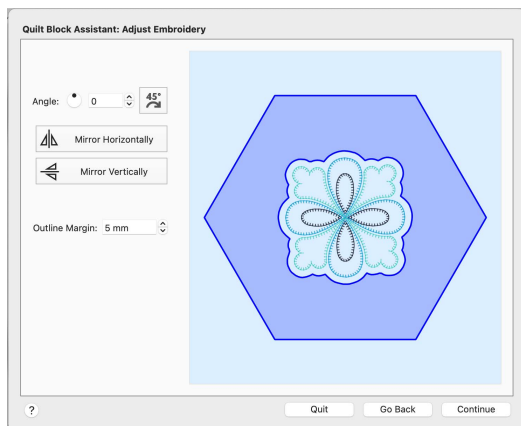 Quilt Block Assistant: Adjust Embroidery
Angle: 0 45°
Mirror Horizontally
Mirror Vertically
Outline Margin: 5 mm
? Quit Go Back Continue